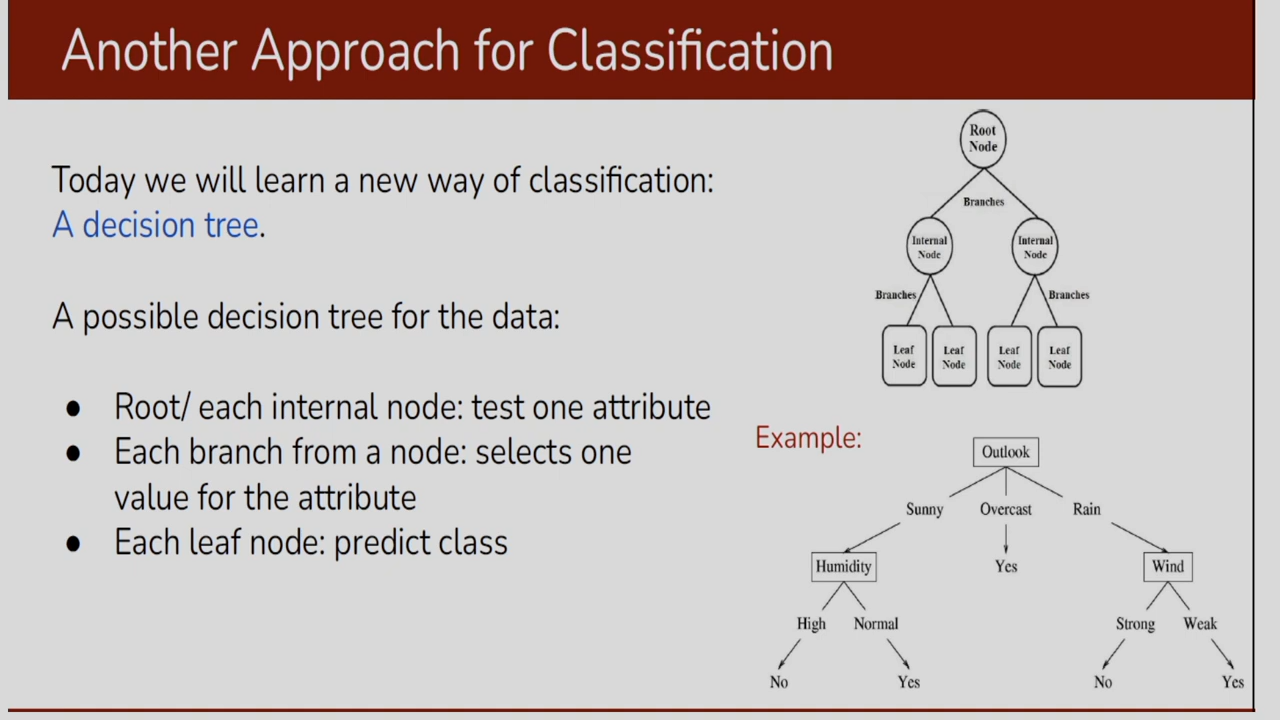 Another Approach for Classification
Today we will learn a new way of classification:
A decision tree.
A possible decision tree for the data:
● Root/ each internal node: test one attribute
● Each branch from a node: selects one
value for the attribute
● Each leaf node: predict class
Root
Node
Branches
Internal
Node
Internal
Node
Branches
Branches
Leaf
Node
Leaf
Node
Leaf
Node
Leaf
Node
Example:
Outlook
Sunny
Overcast
Rain
Humidity
Yes
Wind
High
Normal
Strong
Weak
No
Yes
No
Yes